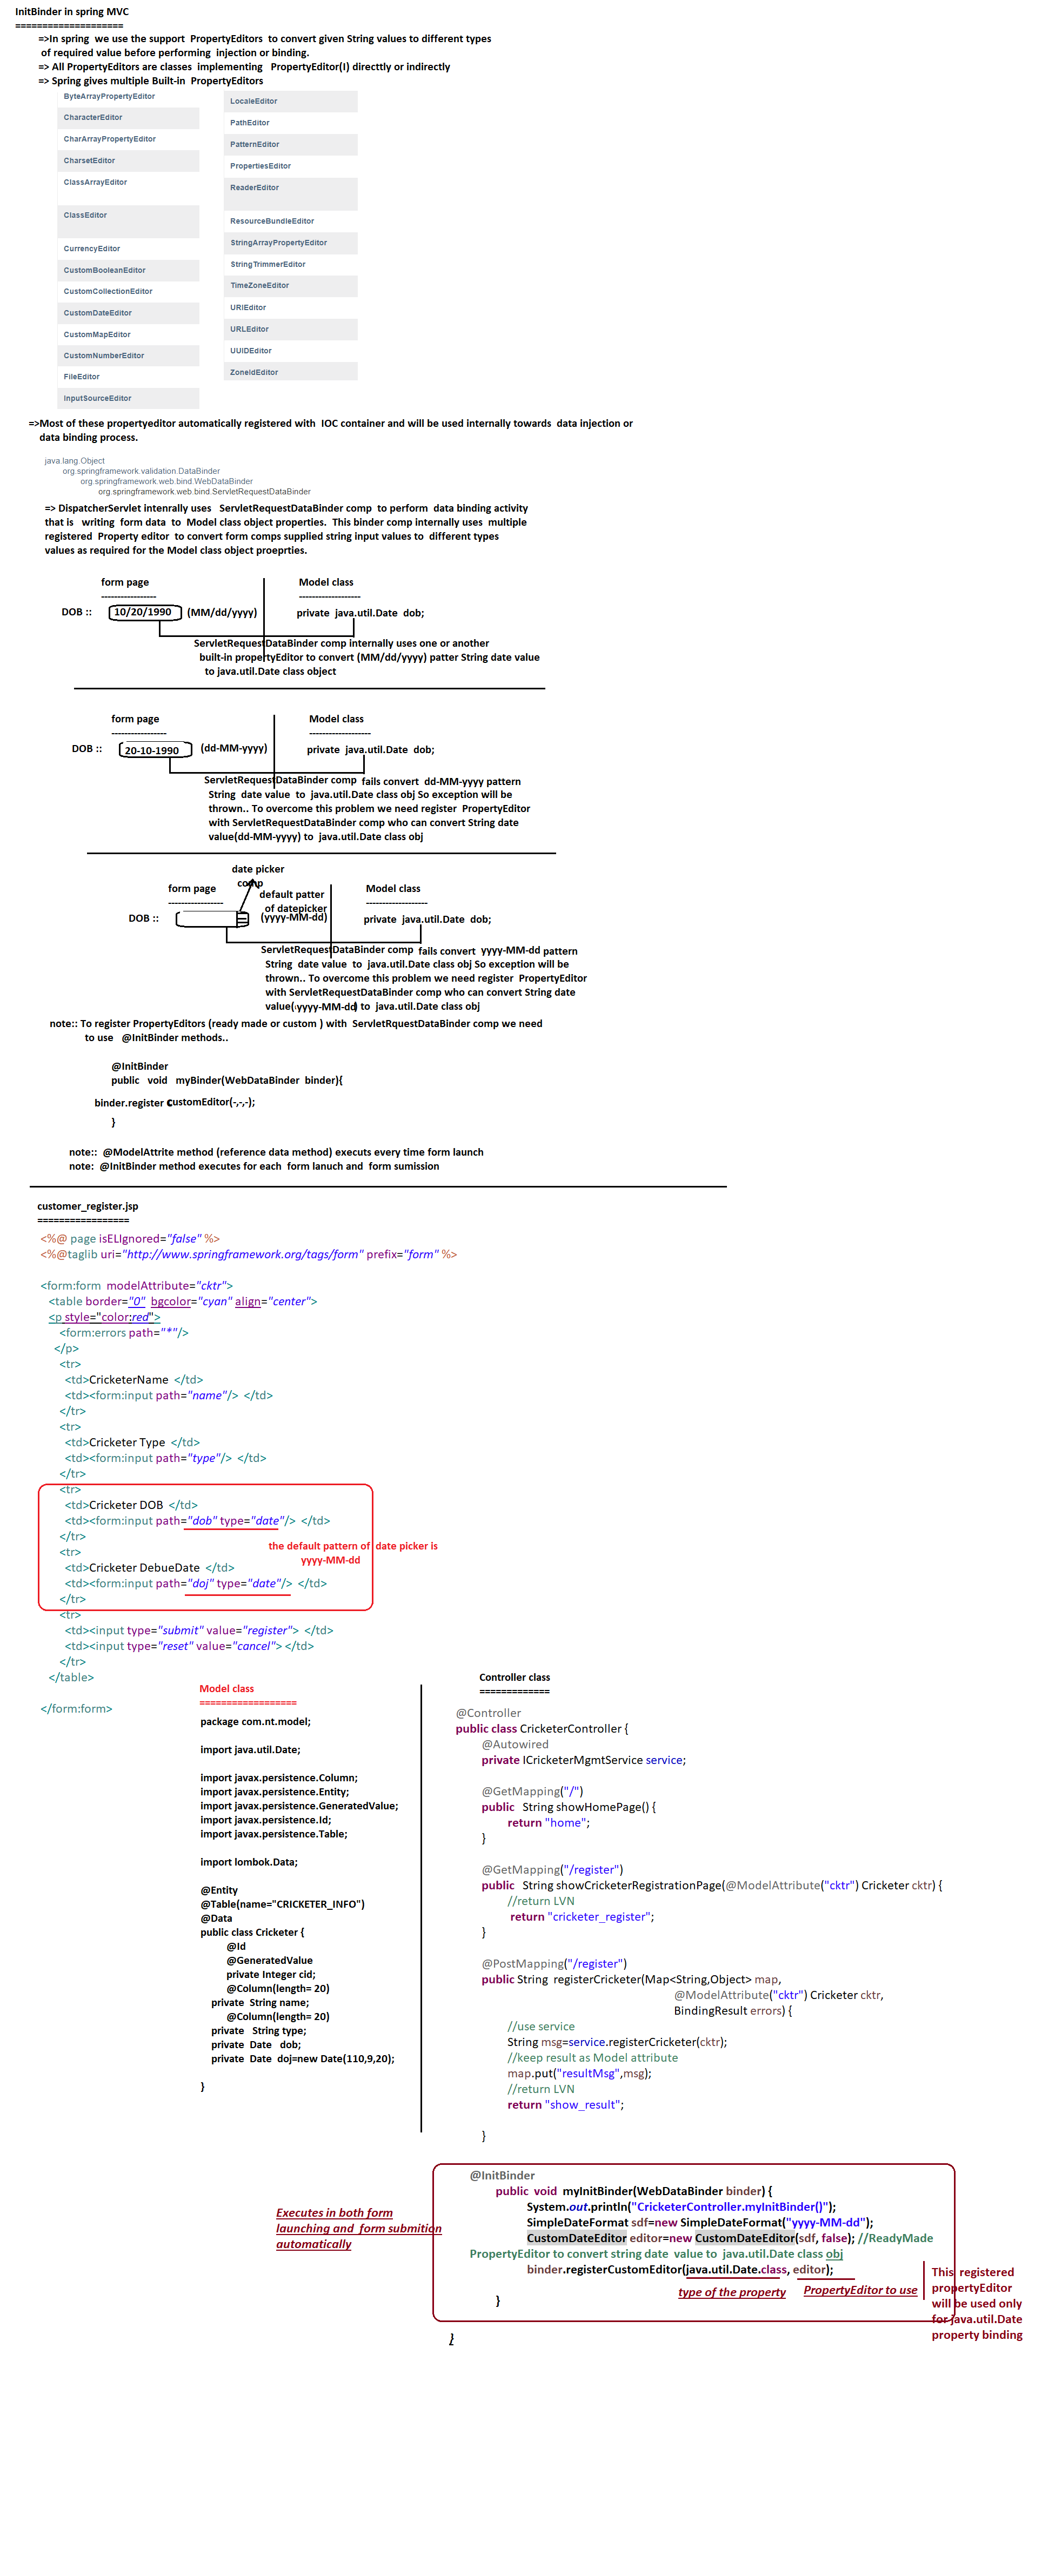 InitBinder in spring MVC
====================
=>In spring we use the support PropertyEditors to convert given String values to different types
of required value before performing injection or binding.
=> All PropertyEditors are classes implementing PropertyEditor(I) directtly or indirectly
=> Spring gives multiple Built-in PropertyEditors
ByteArrayPropertyEditor
CharacterEditor
CharArrayPropertyEditor
CharsetEditor
ClassArrayEditor
ClassEditor
CurrencyEditor
CustomBooleanEditor
CustomCollectionEditor
CustomDateEditor
CustomMapEditor
CustomNumberEditor
FileEditor
InputSourceEditor
LocaleEditor
PathEditor
PatternEditor
PropertiesEditor
ReaderEditor
ResourceBundleEditor
StringArrayPropertyEditor
StringTrimmerEditor
TimeZoneEditor
URIEditor
URLEditor
UUIDEditor
ZoneIdEditor
=>Most of these propertyeditor automatically registered with IOC container and will be used internally towards data injection or
data binding process.
java.lang.Object
org.springframework.validation.DataBinder
org.springframework.web.bind.WebDataBinder
org.springframework.web.bind.ServletRequestDataBinder
=> DispatcherServlet intenrally uses ServletRequestDataBinder comp to perform data binding activity
that is writing form data to Model class object properties. This binder comp internally uses multiple
registered Property editor to convert form comps supplied string input values to different types
values as required for the Model class object proeprties.
form page
----------------
Model class
------------------
DOB :: 10/20/1990 (MM/dd/yyyy) private java.util.Date dob;
ServletRequestDataBinder comp internally uses one or another
built-in propertyEditor to convert (MM/dd/yyyy) patter String date value
to java.util.Date class object
form page
----------------
Model class
------------------
DOB :: 20-10-1990 (dd-MM-yyyy) private java.util.Date dob;
ServletRequestDataBinder comp fails convert dd-MM-yyyy pattern
String date value to java.util.Date class obj So exception will be
thrown.. To overcome this problem we need register PropertyEditor
with ServletRequestDataBinder comp who can convert String date
value(dd-MM-yyyy) to java.util.Date class obj
date picker
comp
form page
----------------
default patter
of datepicker
Model class
------------------
DOB :: (yyyy-MM-dd) private java.util.Date dob;
ServletRequestDataBinder comp fails convert yyyy-MM-dd pattern
String date value to java.util.Date class obj So exception will be
thrown.. To overcome this problem we need register PropertyEditor
with ServletRequestDataBinder comp who can convert String date
value(yyyy-MM-dd) to java.util.Date class obj
note:: To register PropertyEditors (ready made or custom ) with ServletRquestDataBinder comp we need
to use @InitBinder methods..
@InitBinder
public void myBinder(WebDataBinder binder){
binder.register CustomEditor(-,-,-);
}
note:: @ModelAttrite method (reference data method) executs every time form launch
note: @InitBinder method executes for each form lanuch and form sumission
customer_register.jsp
=================
<%@ page isELIgnored="false" %>
<%@taglib uri="http://www.springframework.org/tags/form" prefix="form" %>
<form:form modelAttribute="cktr">
<table border="0" bgcolor="cyan" align="center">
<p style="color:red">
<form:errors path="*"/>
</p>
<tr>
<td>CricketerName </td>
<td><form:input path="name"/> </td>
</tr>
<tr>
<td>Cricketer Type </td>
<td><form:input path="type"/> </td>
</tr>
<tr>
<td>Cricketer DOB </td>
<td><form:input path="dob" type="date"/> </td>
</tr>
<tr>
the default pattern of date picker is
yyyy-MM-dd
<td>Cricketer DebueDate </td>
<td><form:input path="doj" type="date"/> </td>
</tr>
<tr>
<td><input type="submit" value="register"> </td>
<td><input type="reset" value="cancel"> </td>
</tr>
</table>
</form:form>
Model class
==================
package com.nt.model;
import java.util.Date;
import javax.persistence.Column;
import javax.persistence.Entity;
import javax.persistence.GeneratedValue;
import javax.persistence.Id;
import javax.persistence.Table;
import lombok.Data;
@Entity
@Table(name="CRICKETER_INFO")
@Data
public class Cricketer {
@Id
@GeneratedValue
private Integer cid;
@Column(length= 20)
private String name;
@Column(length= 20)
private String type;
private Date dob;
private Date doj=new Date(110,9,20);
}
Controller class
=============
@Controller
public class CricketerController {
@Autowired
private ICricketerMgmtService service;
@GetMapping("/")
public String showHomePage() {
return "home";
}
@GetMapping("/register")
public String showCricketerRegistrationPage(@ModelAttribute("cktr") Cricketer cktr) {
//return LVN
return "cricketer_register";
}
@PostMapping("/register")
public String registerCricketer(Map<String,Object> map,
@ModelAttribute("cktr") Cricketer cktr,
BindingResult errors) {
//use service
String msg=service.registerCricketer(cktr);
//keep result as Model attribute
map.put("resultMsg",msg);
//return LVN
return "show_result";
}
@InitBinder
public void myInitBinder(WebDataBinder binder) {
System.out.println("CricketerController.myInitBinder()");
SimpleDateFormat sdf=new SimpleDateFormat("yyyy-MM-dd");
CustomDateEditor editor=new CustomDateEditor(sdf, false); //ReadyMade
PropertyEditor to convert string date value to java.util.Date class obj
binder.registerCustomEditor(java.util.Date.class, editor);
type of the property PropertyEditor to use
}
}
Executes in both form
launching and form submition
automatically
This registered
propertyEditor
will be used only
for java.util.Date
property binding